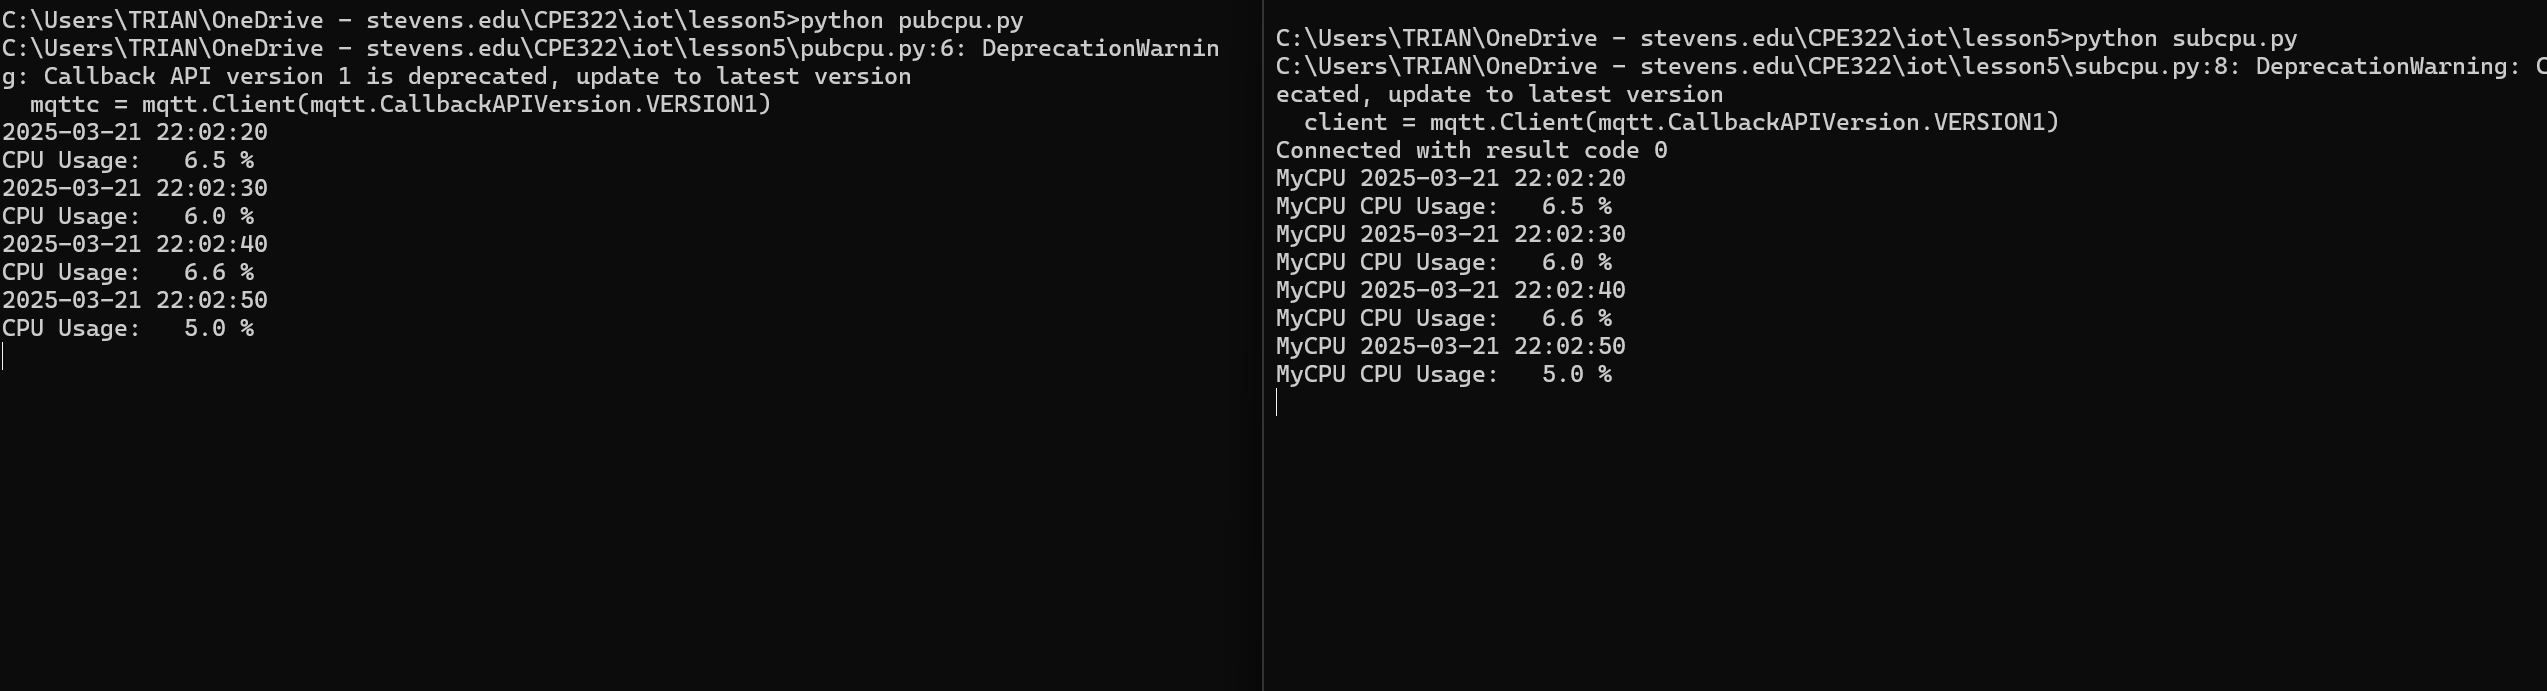 C:\Users\TRIAN\OneDrive - stevens.edu\CPE322\iot\lesson5>python pubcpu.py
C:\Users\TRIAN\OneDrive - stevens.edu\CPE322\iot\lesson5\pubcpu.py:6: DeprecationWarnin
g: Callback API version 1 is deprecated, update to latest version
  mqttc = mqtt.Client(mqtt.CallbackAPIVersion.VERSION1)
2025-03-21 22:02:20
CPU Usage:   6.5 %
2025-03-21 22:02:30
CPU Usage:   6.0 %
2025-03-21 22:02:40
CPU Usage:   6.6 %
2025-03-21 22:02:50
CPU Usage:   5.0 %
C:\Users\TRIAN\OneDrive - stevens.edu\CPE322\iot\lesson5>python subcpu.py
C:\Users\TRIAN\OneDrive - stevens.edu\CPE322\iot\lesson5\subcpu.py:8: DeprecationWarning: C
ecated, update to latest version
  client = mqtt.Client(mqtt.CallbackAPIVersion.VERSION1)
Connected with result code 0
MyCPU 2025-03-21 22:02:20
MyCPU CPU Usage:   6.5 %
MyCPU 2025-03-21 22:02:30
MyCPU CPU Usage:   6.0 %
MyCPU 2025-03-21 22:02:40
MyCPU CPU Usage:   6.6 %
MyCPU 2025-03-21 22:02:50
MyCPU CPU Usage:   5.0 %